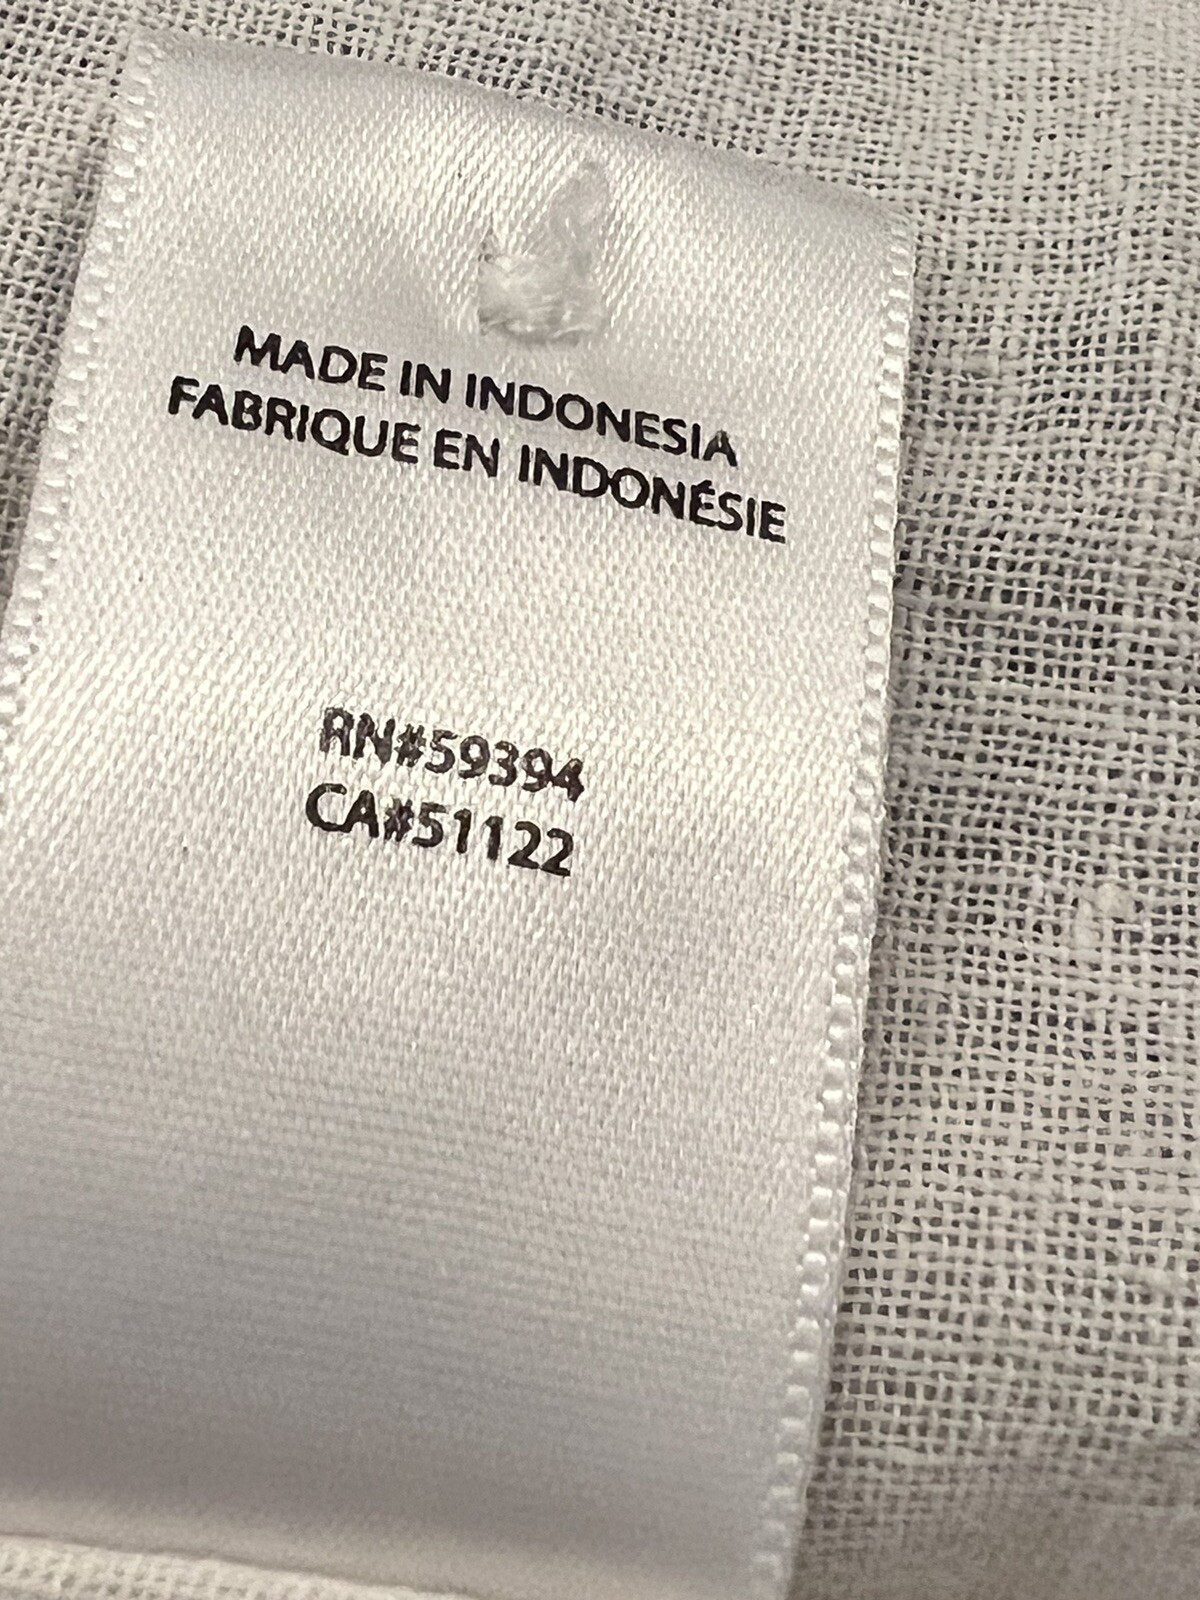 MADE IN INDONESIA
FABRIQUE EN INDONÉSIE
RN#59394
CA#51122